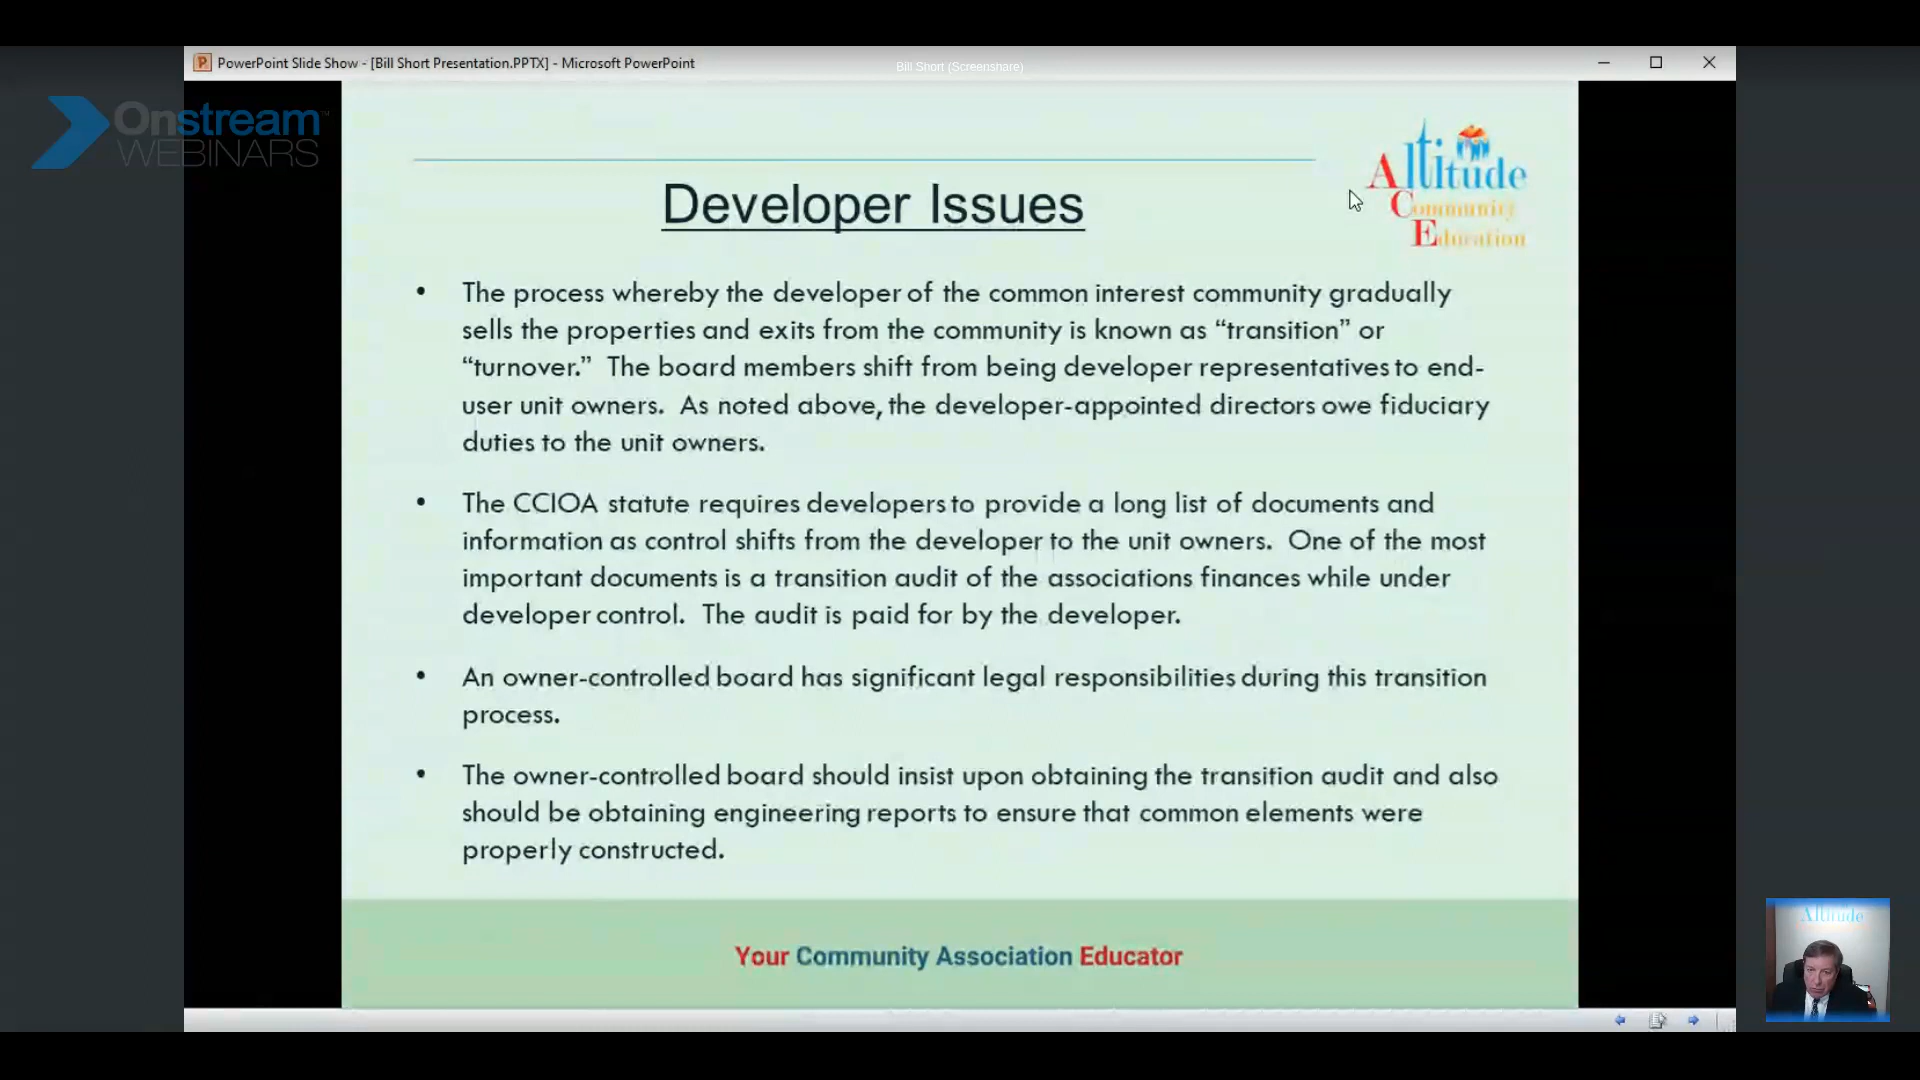 PowerPoint Slide Show - [Bill Short Presentation.PPTX] - Microsoft PowerPoint
Bill Short (Screenshare)
Onstream™
WEBINARS
Altitude
Community
Education
Developer Issues
• The process whereby the developer of the common interest community gradually
sells the properties and exits from the community is known as “transition” or
“turnover.” The board members shift from being developer representatives to end-
user unit owners. As noted above, the developer-appointed directors owe fiduciary
duties to the unit owners.
• The CCIOA statute requires developers to provide a long list of documents and
information as control shifts from the developer to the unit owners. One of the most
important documents is a transition audit of the associations finances while under
developer control. The audit is paid for by the developer.
• An owner-controlled board has significant legal responsibilities during this transition
process.
• The owner-controlled board should insist upon obtaining the transition audit and also
should be obtaining engineering reports to ensure that common elements were
properly constructed.
Your Community Association Educator
Altitude